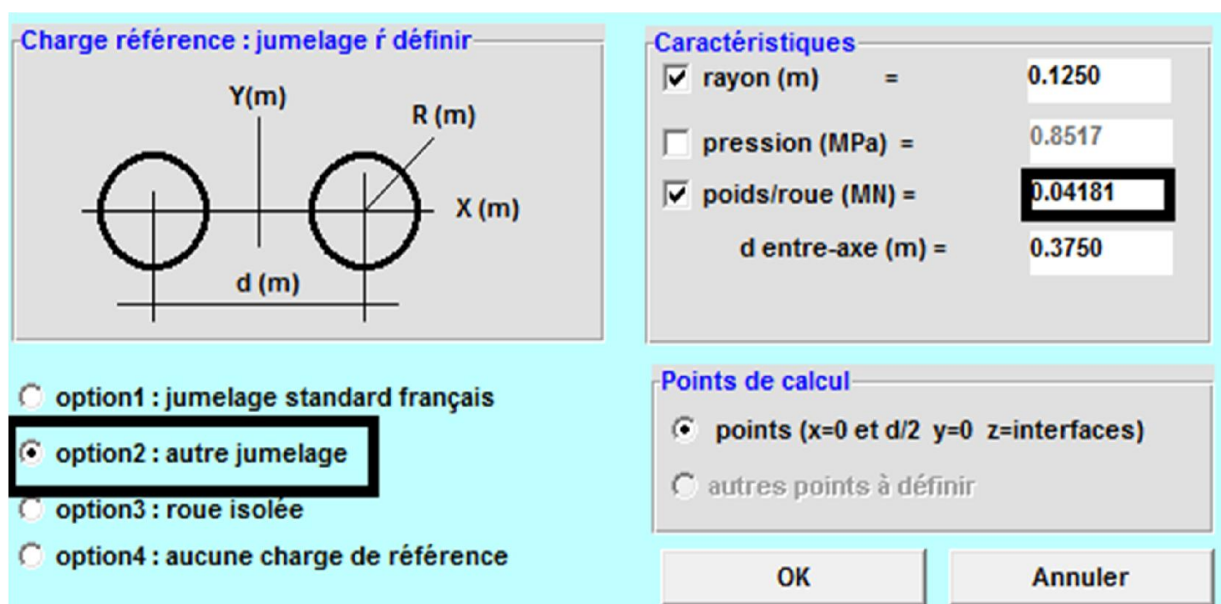 Charge référence : jumelage ŕ définir
Y(m)
R (m)
X (m)
d (m)
Caractéristiques
rayon (m) = 0.1250
pression (MPa) = 0.8517
poids/roue (MN) = 0.04181
d entre-axe (m) = 0.3750
option1 : jumelage standard français
option2 : autre jumelage
option3 : roue isolée
option4 : aucune charge de référence
Points de calcul
points (x=0 et d/2 y=0 z=interfaces)
autres points à définir
OK
Annuler